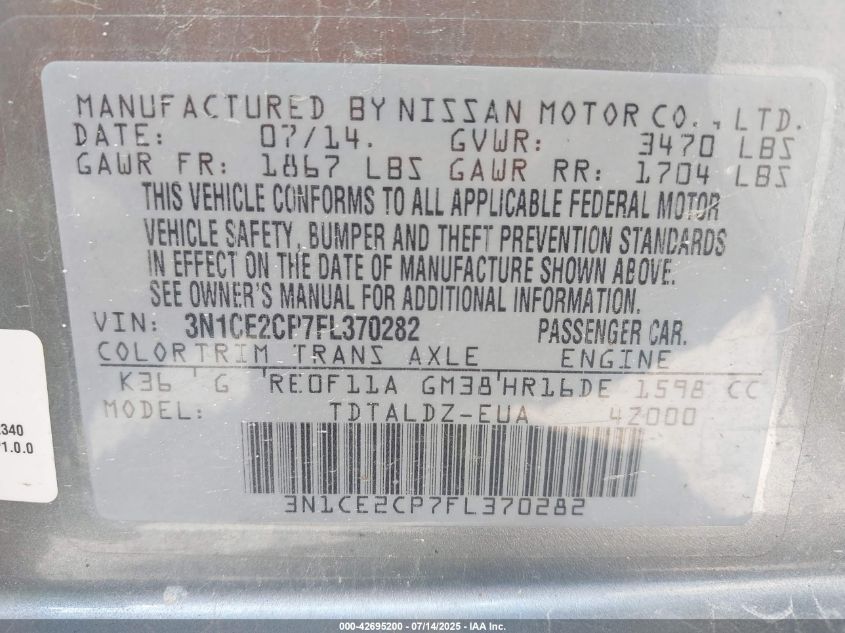 MANUFACTURED BY NISSAN MOTOR CO., LTD.
DATE: 07/14. GVWR: 3470 LBS
GAWR FR: 1867 LBS GAWR RR: 1704 LBS
THIS VEHICLE CONFORMS TO ALL APPLICABLE FEDERAL MOTOR
VEHICLE SAFETY, BUMPER AND THEFT PREVENTION STANDARDS
IN EFFECT ON THE DATE OF MANUFACTURE SHOWN ABOVE.
SEE OWNER'S MANUAL FOR ADDITIONAL INFORMATION.
VIN: 3N1CE2CP7FL370282 PASSENGER CAR.
COLOR TRIM TRANS AXLE ENGINE
K36 G RE0F11A GM38 HR16DE 1598 CC
MODEL: TDTALDZ-EUA 42000
3N1CE2CP7FL370282
340
1.0.0
000-42695200 - 07/14/2025 - IAA Inc.